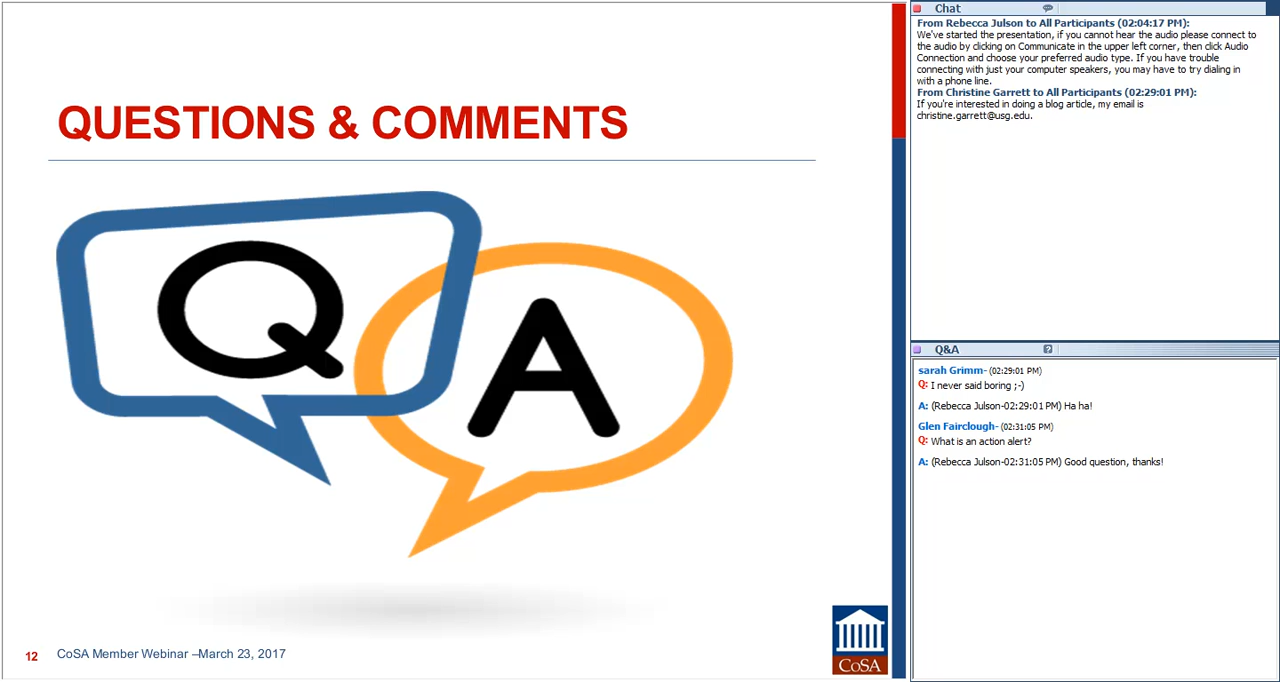 QUESTIONS & COMMENTS
Q
A
12
CoSA Member Webinar –March 23, 2017
CoSA
Chat
From Rebecca Julson to All Participants (02:04:17 PM):
We've started the presentation, if you cannot hear the audio please connect to
the audio by clicking on Communicate in the upper left corner, then click Audio
Connection and choose your preferred audio type. If you have trouble
connecting with just your computer speakers, you may have to try dialing in
with a phone line.
From Christine Garrett to All Participants (02:29:01 PM):
If you're interested in doing a blog article, my email is
christine.garrett@usg.edu.
Q&A
sarah Grimm- (02:29:01 PM)
Q: I never said boring ;-)
A: (Rebecca Julson-02:29:01 PM) Ha ha!
Glen Fairclough- (02:31:05 PM)
Q: What is an action alert?
A: (Rebecca Julson-02:31:05 PM) Good question, thanks!